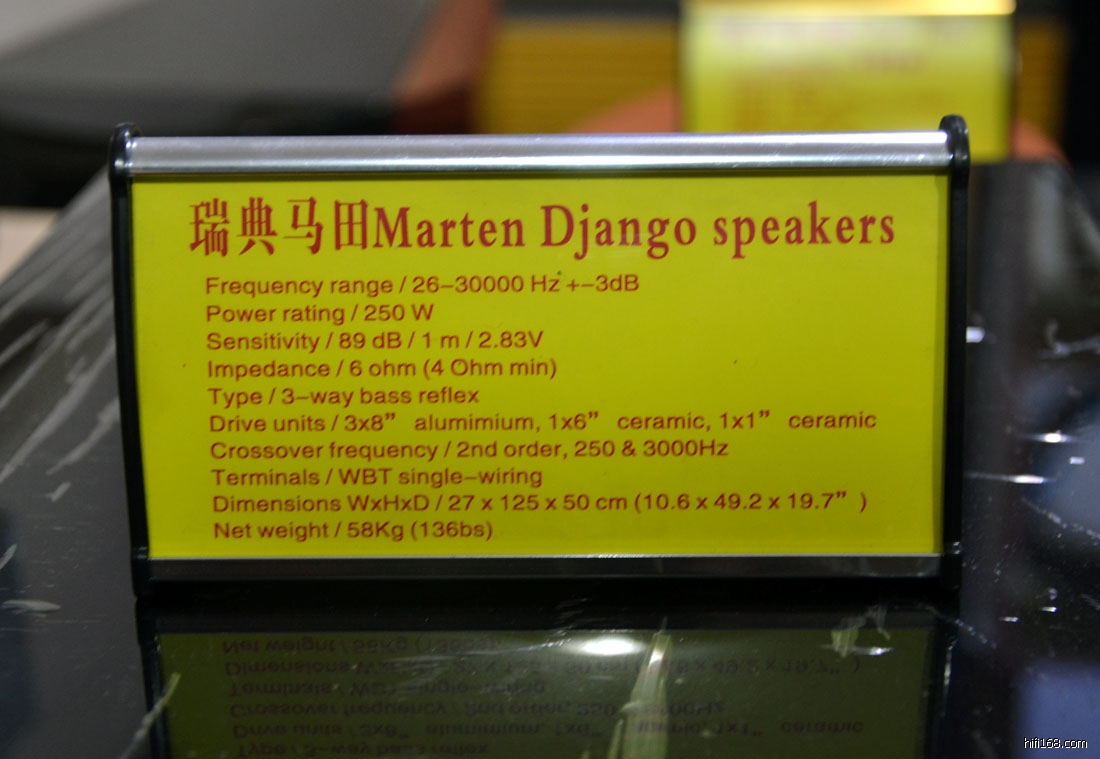 瑞典马田Marten Django speakers
Frequency range / 26-30000 Hz +-3dB
Power rating / 250 W
Sensitivity / 89 dB / 1 m / 2.83V
Impedance / 6 ohm (4 Ohm min)
Type / 3-way bass reflex
Drive units / 3x8” alumimium, 1x6” ceramic, 1x1” ceramic
Crossover frequency / 2nd order, 250 & 3000Hz
Terminals / WBT single-wiring
Dimensions WxHxD / 27 x 125 x 50 cm (10.6 x 49.2 x 19.7” )
Net weight / 58Kg (136bs)
hifi168.com